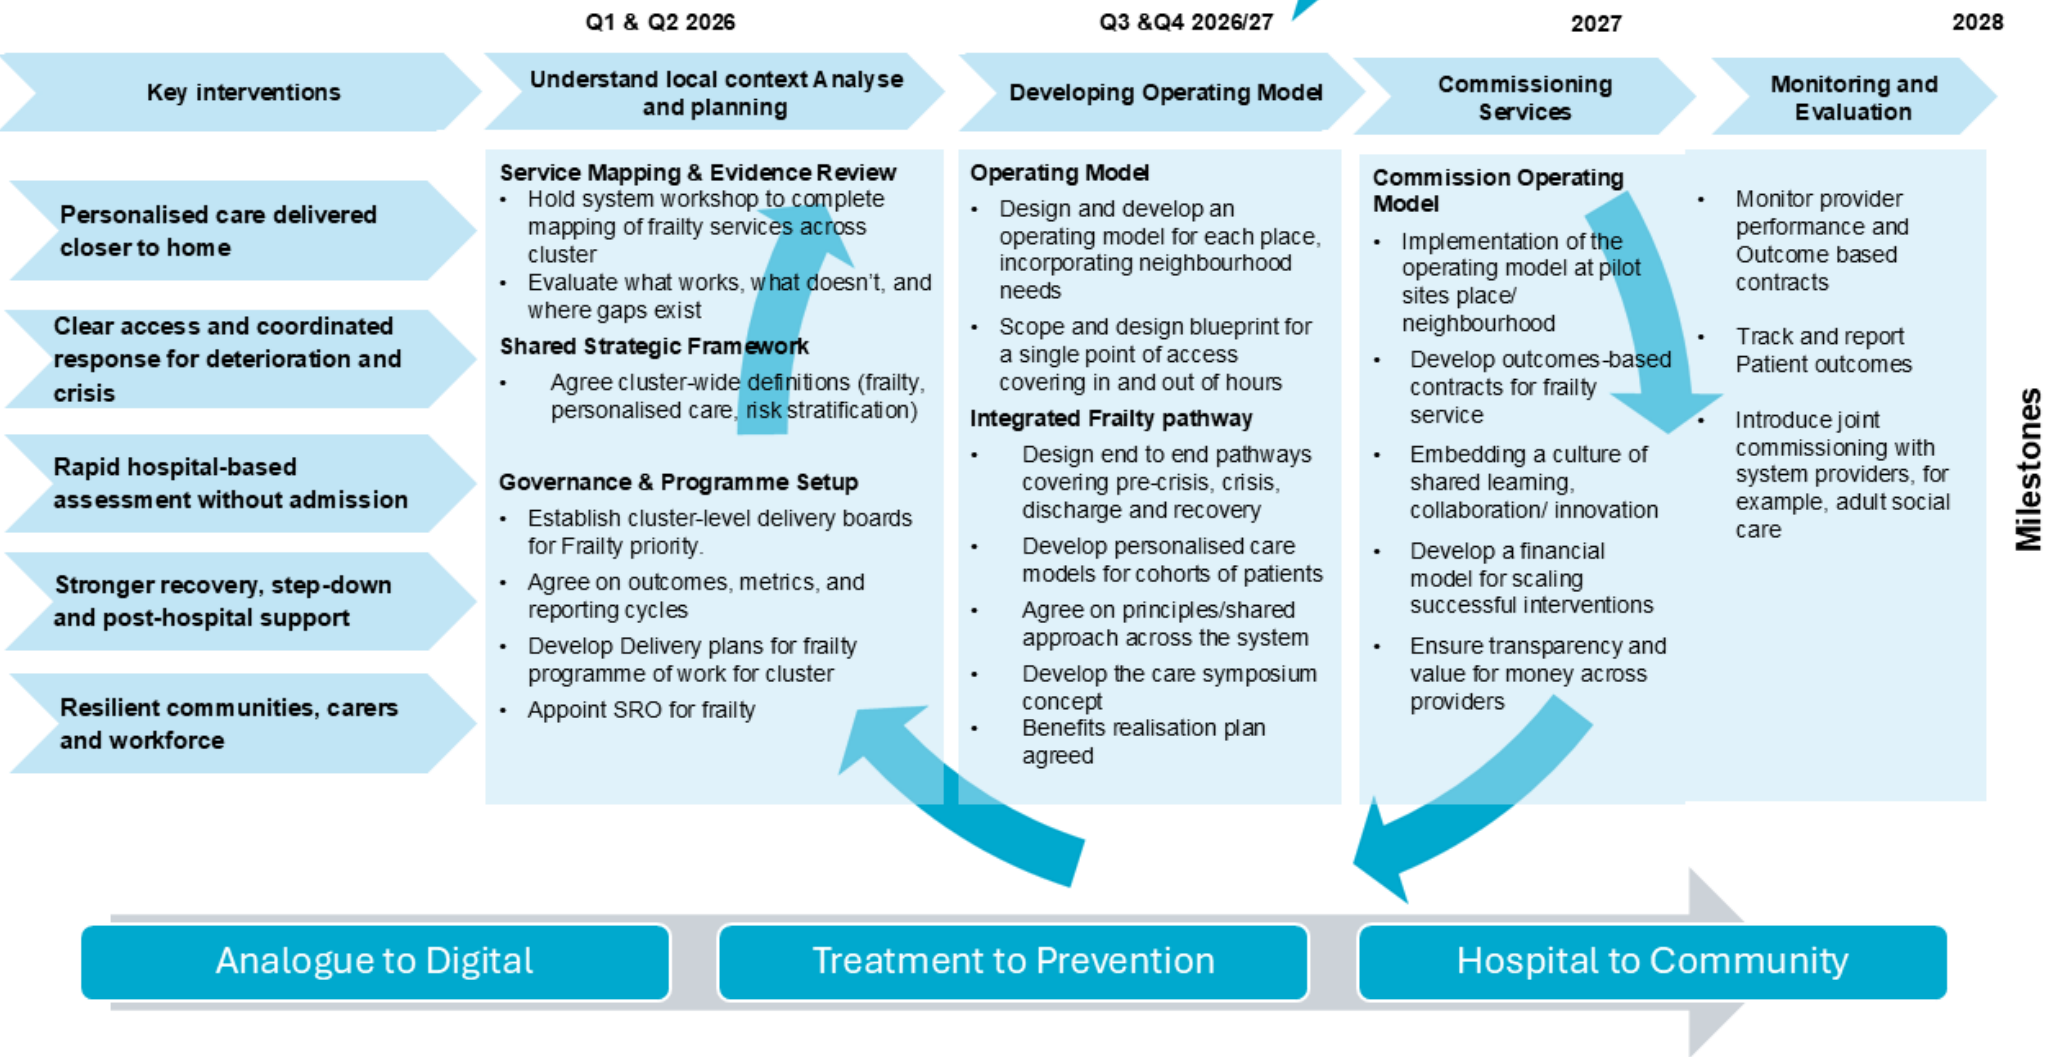 Q1 & Q2 2026
Q3 &Q4 2026/27
2027
2028
Key interventions
Understand local context Analyse
and planning
Developing Operating Model
Commissioning
Services
Monitoring and
Evaluation
Personalised care delivered
closer to home
Clear access and coordinated
response for deterioration and
crisis
Rapid hospital-based
assessment without admission
Stronger recovery, step-down
and post-hospital support
Resilient communities, carers
and workforce
Service Mapping & Evidence Review
• Hold system workshop to complete
mapping of frailty services across
cluster
• Evaluate what works, what doesn't, and
where gaps exist
Shared Strategic Framework
• Agree cluster-wide definitions (frailty,
personalised care, risk stratification)
Governance & Programme Setup
• Establish cluster-level delivery boards
for Frailty priority.
• Agree on outcomes, metrics, and
reporting cycles
• Develop Delivery plans for frailty
programme of work for cluster
• Appoint SRO for frailty
Operating Model
• Design and develop an
operating model for each place,
incorporating neighbourhood
needs
• Scope and design blueprint for
a single point of access
covering in and out of hours
Integrated Frailty pathway
• Design end to end pathways
covering pre-crisis, crisis,
discharge and recovery
• Develop personalised care
models for cohorts of patients
• Agree on principles/shared
approach across the system
• Develop the care symposium
concept
• Benefits realisation plan
agreed
Commission Operating
Model
• Implementation of the
operating model at pilot
sites place/
neighbourhood
• Develop outcomes-based
contracts for frailty
service
• Embedding a culture of
shared learning,
collaboration/ innovation
• Develop a financial
model for scaling
successful interventions
• Ensure transparency and
value for money across
providers
• Monitor provider
performance and
Outcome based
contracts
• Track and report
Patient outcomes
• Introduce joint
commissioning with
system providers, for
example, adult social
care
Milestones
Analogue to Digital
Treatment to Prevention
Hospital to Community